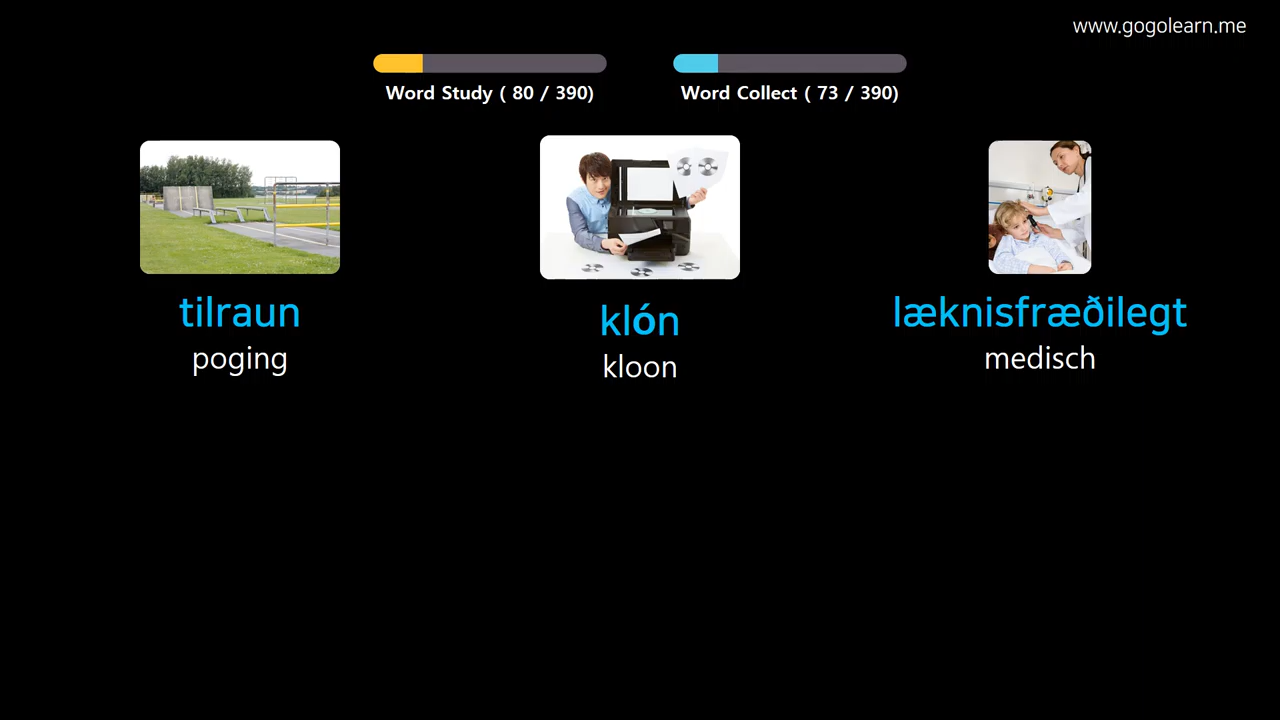 www.gogolearn.me
Word Study ( 80 / 390)
Word Collect ( 73 / 390)
tilraun
poging
klón
kloon
læknisfræðilegt
medisch